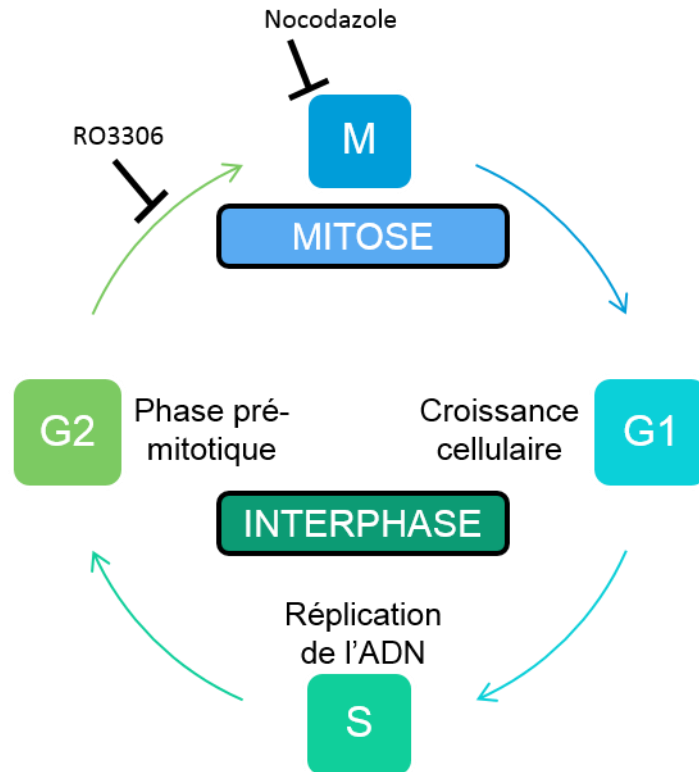 Nocodazole
RO3306
M
MITOSE
G2
Phase pré-
mitotique
Croissance
cellulaire
G1
INTERPHASE
Réplication
de l'ADN
S